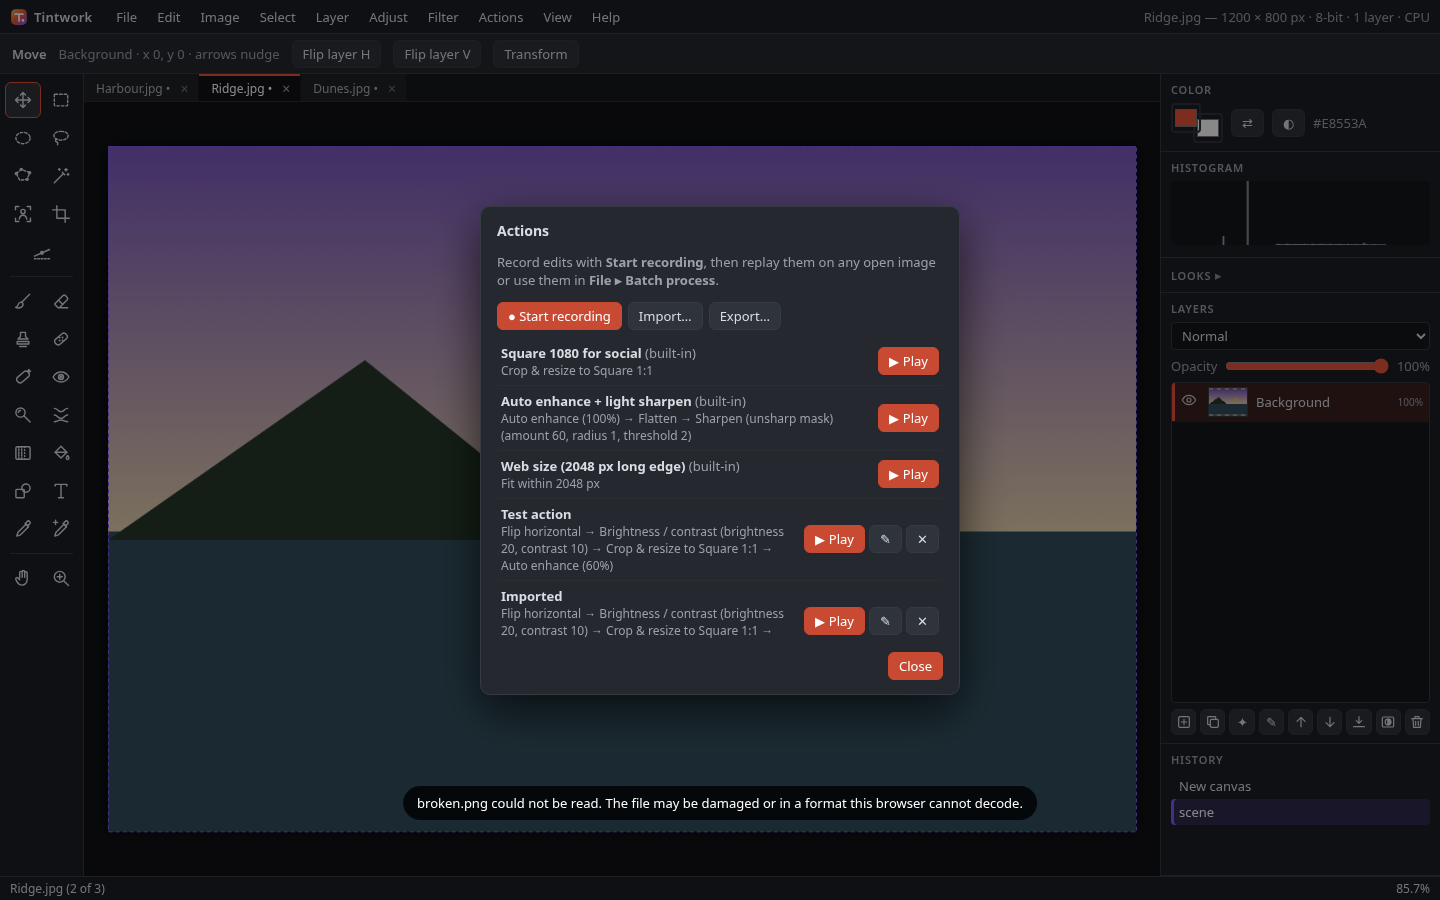 Tintwork File Edit Image Select Layer Adjust Filter Actions View Help Ridge.jpg — 1200 × 800 px · 8-bit · 1 layer · CPU
Move Background · x 0, y 0 · arrows nudge Flip layer H Flip layer V Transform
Harbour.jpg • × Ridge.jpg • × Dunes.jpg • ×
COLOR
#E8553A
HISTOGRAM
LOOKS ▸
LAYERS
Normal
Opacity 100%
Background 100%
HISTORY
New canvas
scene
Actions
Record edits with Start recording, then replay them on any open image
or use them in File ▸ Batch process.
● Start recording Import… Export…
Square 1080 for social (built-in)
Crop & resize to Square 1:1
▶ Play
Auto enhance + light sharpen (built-in)
Auto enhance (100%) → Flatten → Sharpen (unsharp mask)
(amount 60, radius 1, threshold 2)
▶ Play
Web size (2048 px long edge) (built-in)
Fit within 2048 px
▶ Play
Test action
Flip horizontal → Brightness / contrast (brightness
20, contrast 10) → Crop & resize to Square 1:1 →
Auto enhance (60%)
▶ Play ✎ ✕
Imported
Flip horizontal → Brightness / contrast (brightness
20, contrast 10) → Crop & resize to Square 1:1 →
▶ Play ✎ ✕
Close
broken.png could not be read. The file may be damaged or in a format this browser cannot decode.
Ridge.jpg (2 of 3) 85.7%